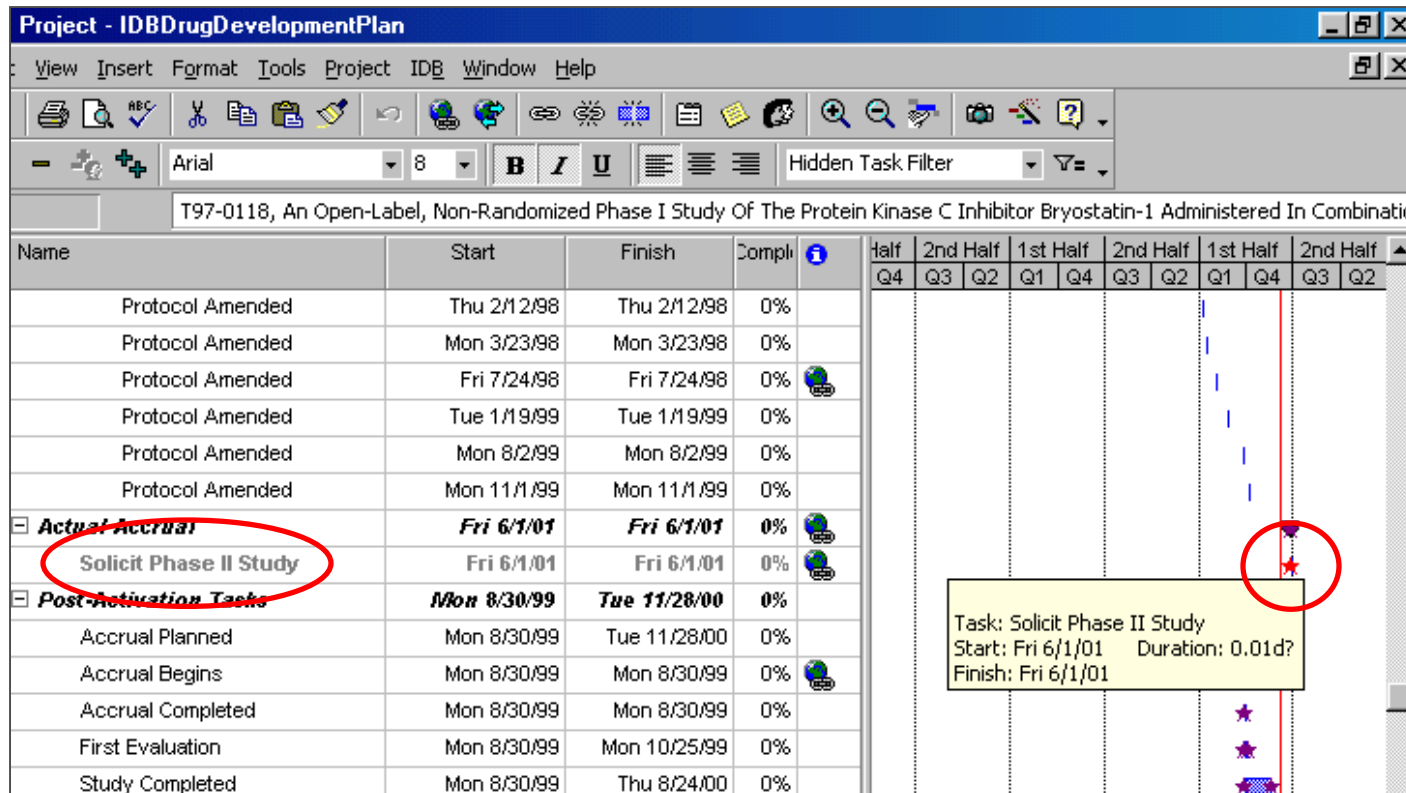 Project - IDBDrugDevelopmentPlan
: View Insert Format Tools Project IDB Window Help
ABC
Arial 8 B I U Hidden Task Filter
T97-0118, An Open-Label, Non-Randomized Phase I Study Of The Protein Kinase C Inhibitor Bryostatin-1 Administered In Combinatio
Name Start Finish Compl Half 2nd Half 1st Half 2nd Half 1st Half 2nd Half
Q4 Q3 Q2 Q1 Q4 Q3 Q2 Q1 Q4 Q3 Q2
Protocol Amended Thu 2/12/98 Thu 2/12/98 0%
Protocol Amended Mon 3/23/98 Mon 3/23/98 0%
Protocol Amended Fri 7/24/98 Fri 7/24/98 0%
Protocol Amended Tue 1/19/99 Tue 1/19/99 0%
Protocol Amended Mon 8/2/99 Mon 8/2/99 0%
Protocol Amended Mon 11/1/99 Mon 11/1/99 0%
Actual Accrual Fri 6/1/01 Fri 6/1/01 0%
Solicit Phase II Study Fri 6/1/01 Fri 6/1/01 0%
Post-Activation Tasks Mon 8/30/99 Tue 11/28/00 0%
Accrual Planned Mon 8/30/99 Tue 11/28/00 0%
Accrual Begins Mon 8/30/99 Mon 8/30/99 0%
Accrual Completed Mon 8/30/99 Mon 8/30/99 0%
First Evaluation Mon 8/30/99 Mon 10/25/99 0%
Study Completed Mon 8/30/99 Thu 8/24/00 0%
Task: Solicit Phase II Study
Start: Fri 6/1/01 Duration: 0.01d?
Finish: Fri 6/1/01